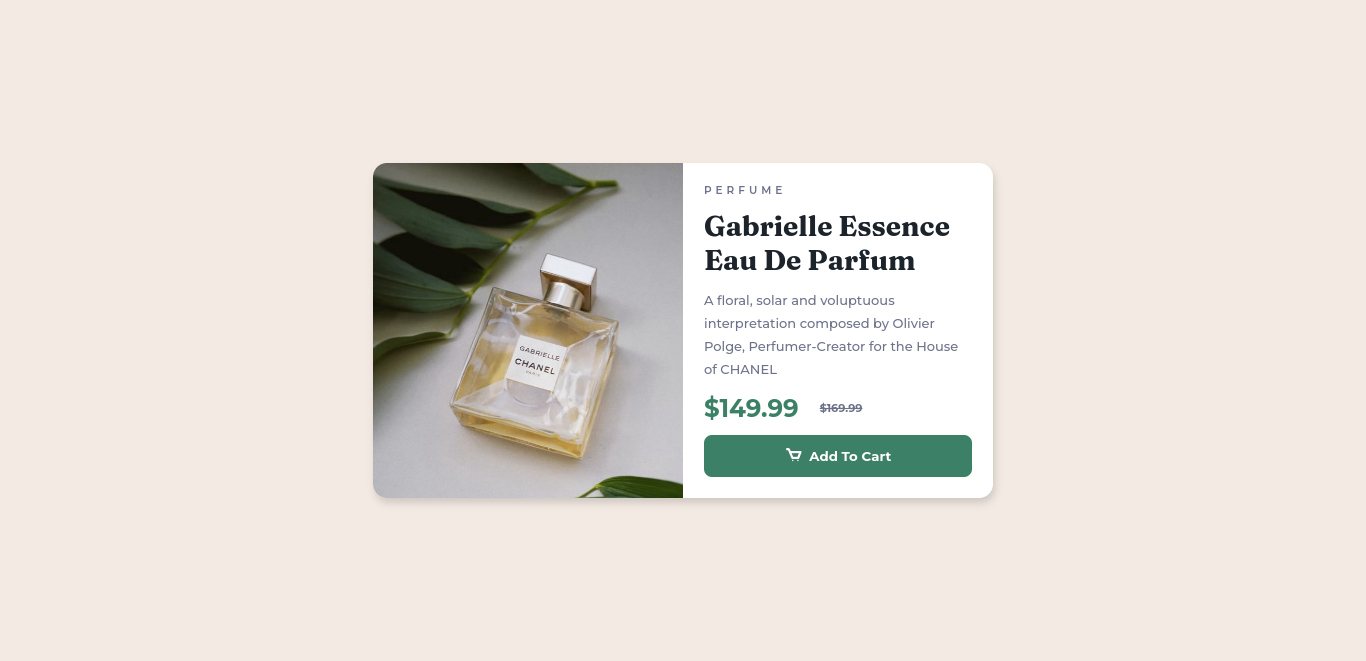 PERFUME
Gabrielle Essence
Eau De Parfum
A floral, solar and voluptuous
interpretation composed by Olivier
Polge, Perfumer-Creator for the House
of CHANEL
$149.99 $169.99
Add To Cart
GABRIELLE
CHANEL
PARIS